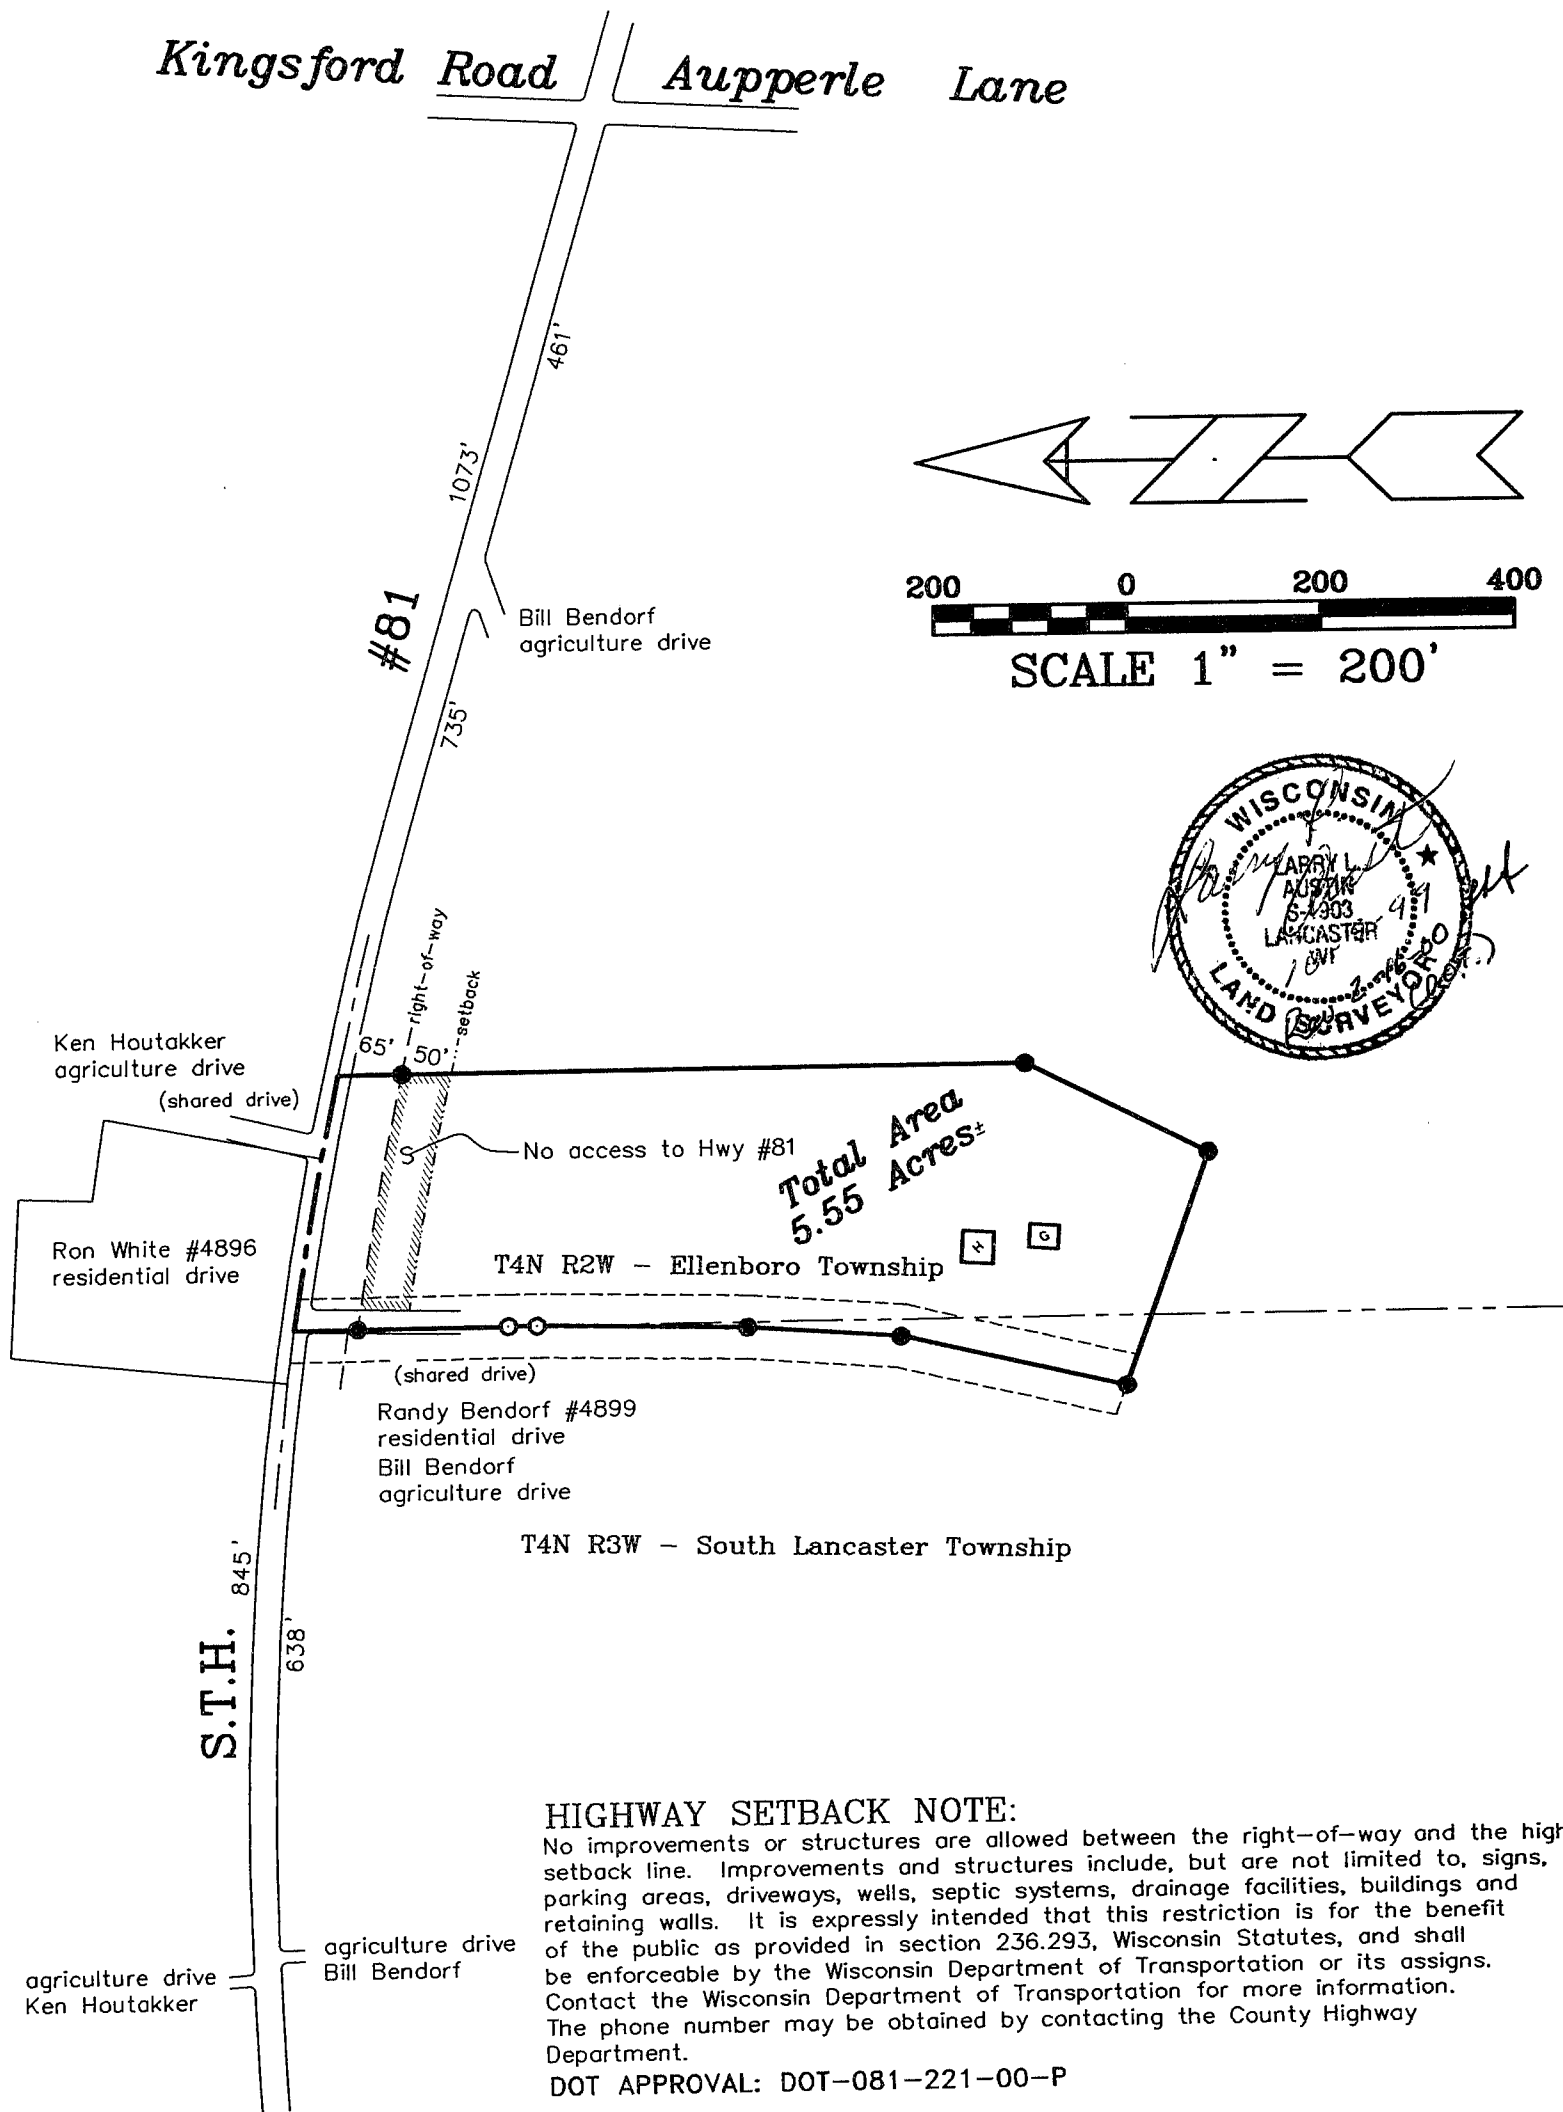 Kingsford Road Aupperle Lane
461'
1073'
#81
Bill Bendorf
agriculture drive
735'
200 0 200 400
SCALE 1" = 200'
WISCONSIN
LARRY L.
AUSTIN
S-1903
LANCASTER
WI
LAND SURVEYOR
right-of-way
setback
65' 50'
Ken Houtakker
agriculture drive
(shared drive)
S
No access to Hwy #81
Total Area
5.55 Acres±
Ron White #4896
residential drive
H
G
T4N R2W - Ellenboro Township
(shared drive)
Randy Bendorf #4899
residential drive
Bill Bendorf
agriculture drive
T4N R3W - South Lancaster Township
845'
638'
S.T.H.
HIGHWAY SETBACK NOTE:
No improvements or structures are allowed between the right-of-way and the high
setback line. Improvements and structures include, but are not limited to, signs,
parking areas, driveways, wells, septic systems, drainage facilities, buildings and
retaining walls. It is expressly intended that this restriction is for the benefit
of the public as provided in section 236.293, Wisconsin Statutes, and shall
be enforceable by the Wisconsin Department of Transportation or its assigns.
Contact the Wisconsin Department of Transportation for more information.
The phone number may be obtained by contacting the County Highway
Department.
DOT APPROVAL: DOT-081-221-00-P
agriculture drive
Bill Bendorf
agriculture drive
Ken Houtakker